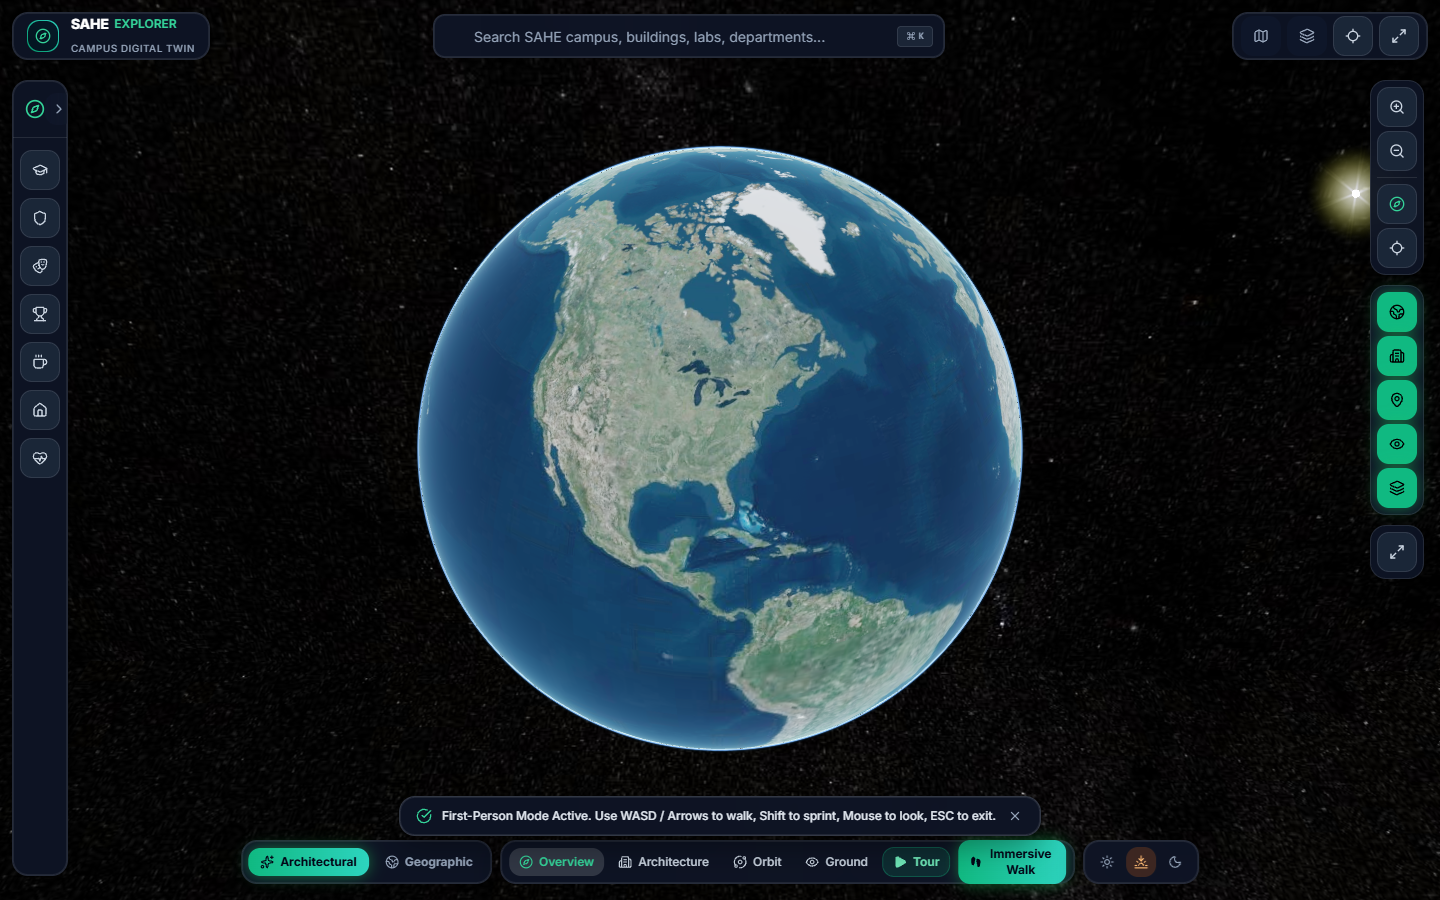 SAHE EXPLORER
CAMPUS DIGITAL TWIN
Search SAHE campus, buildings, labs, departments...
⌘ K
First-Person Mode Active. Use WASD / Arrows to walk, Shift to sprint, Mouse to look, ESC to exit.
Architectural
Geographic
Overview
Architecture
Orbit
Ground
Tour
Immersive
Walk